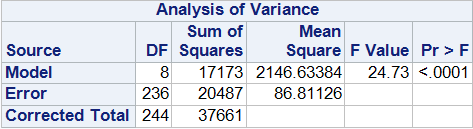 Analysis of Variance
Source DF Sum of Squares Mean Square F Value Pr > F
Model 8 17173 2146.63384 24.73 <.0001
Error 236 20487 86.81126
Corrected Total 244 37661